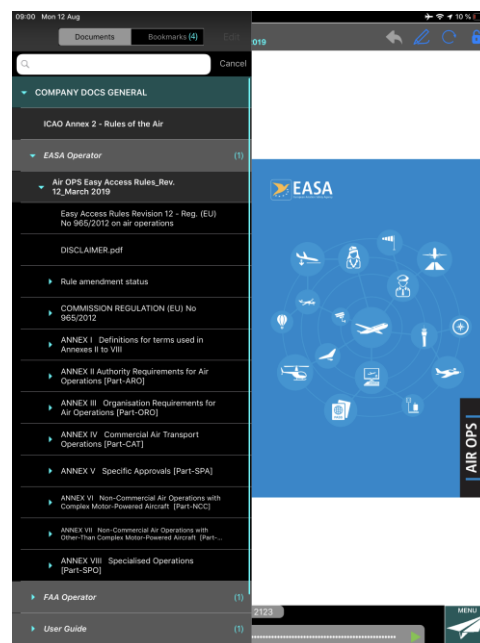 09:00 Mon 12 Aug
10 %
Documents
Bookmarks (4)
Edit
2019
Cancel
COMPANY DOCS GENERAL
ICAO Annex 2 - Rules of the Air
EASA Operator
(1)
Air OPS Easy Access Rules_Rev.
12_March 2019
Easy Access Rules Revision 12 - Reg. (EU)
No 965/2012 on air operations
DISCLAIMER.pdf
Rule amendment status
COMMISSION REGULATION (EU) No
965/2012
ANNEX I Definitions for terms used in
Annexes II to VIII
ANNEX II Authority Requirements for Air
Operations [Part-ARO]
ANNEX III Organisation Requirements for
Air Operations [Part-ORO]
ANNEX IV Commercial Air Transport
Operations [Part-CAT]
ANNEX V Specific Approvals [Part-SPA]
ANNEX VI Non-Commercial Air Operations with
Complex Motor-Powered Aircraft [Part-NCC]
ANNEX VII Non-Commercial Air Operations with
Other-Than Complex Motor-Powered Aircraft [Part-...
ANNEX VIII Specialised Operations
[Part-SPO]
FAA Operator
(1)
User Guide
(1)
EASA
AIR OPS
2123
MENU